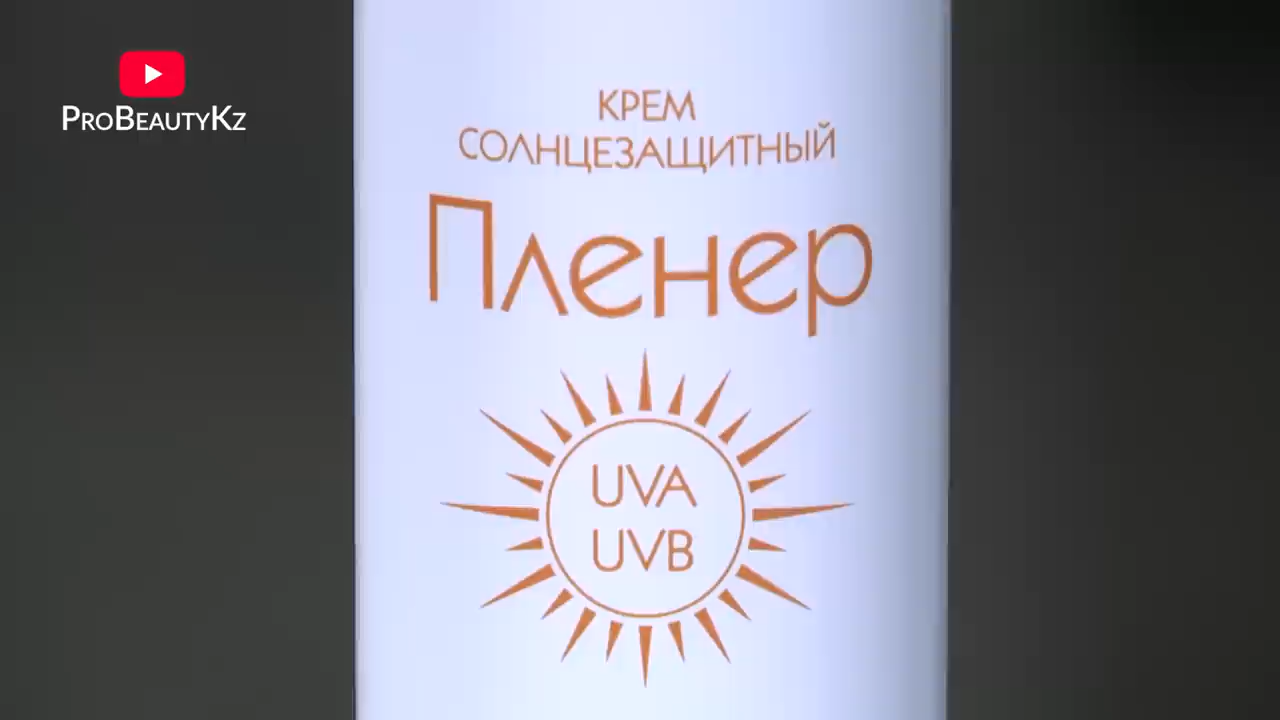 ProBeautyKz
КРЕМ
СОЛНЦЕЗАЩИТНЫЙ
Пленер
UVA
UVB